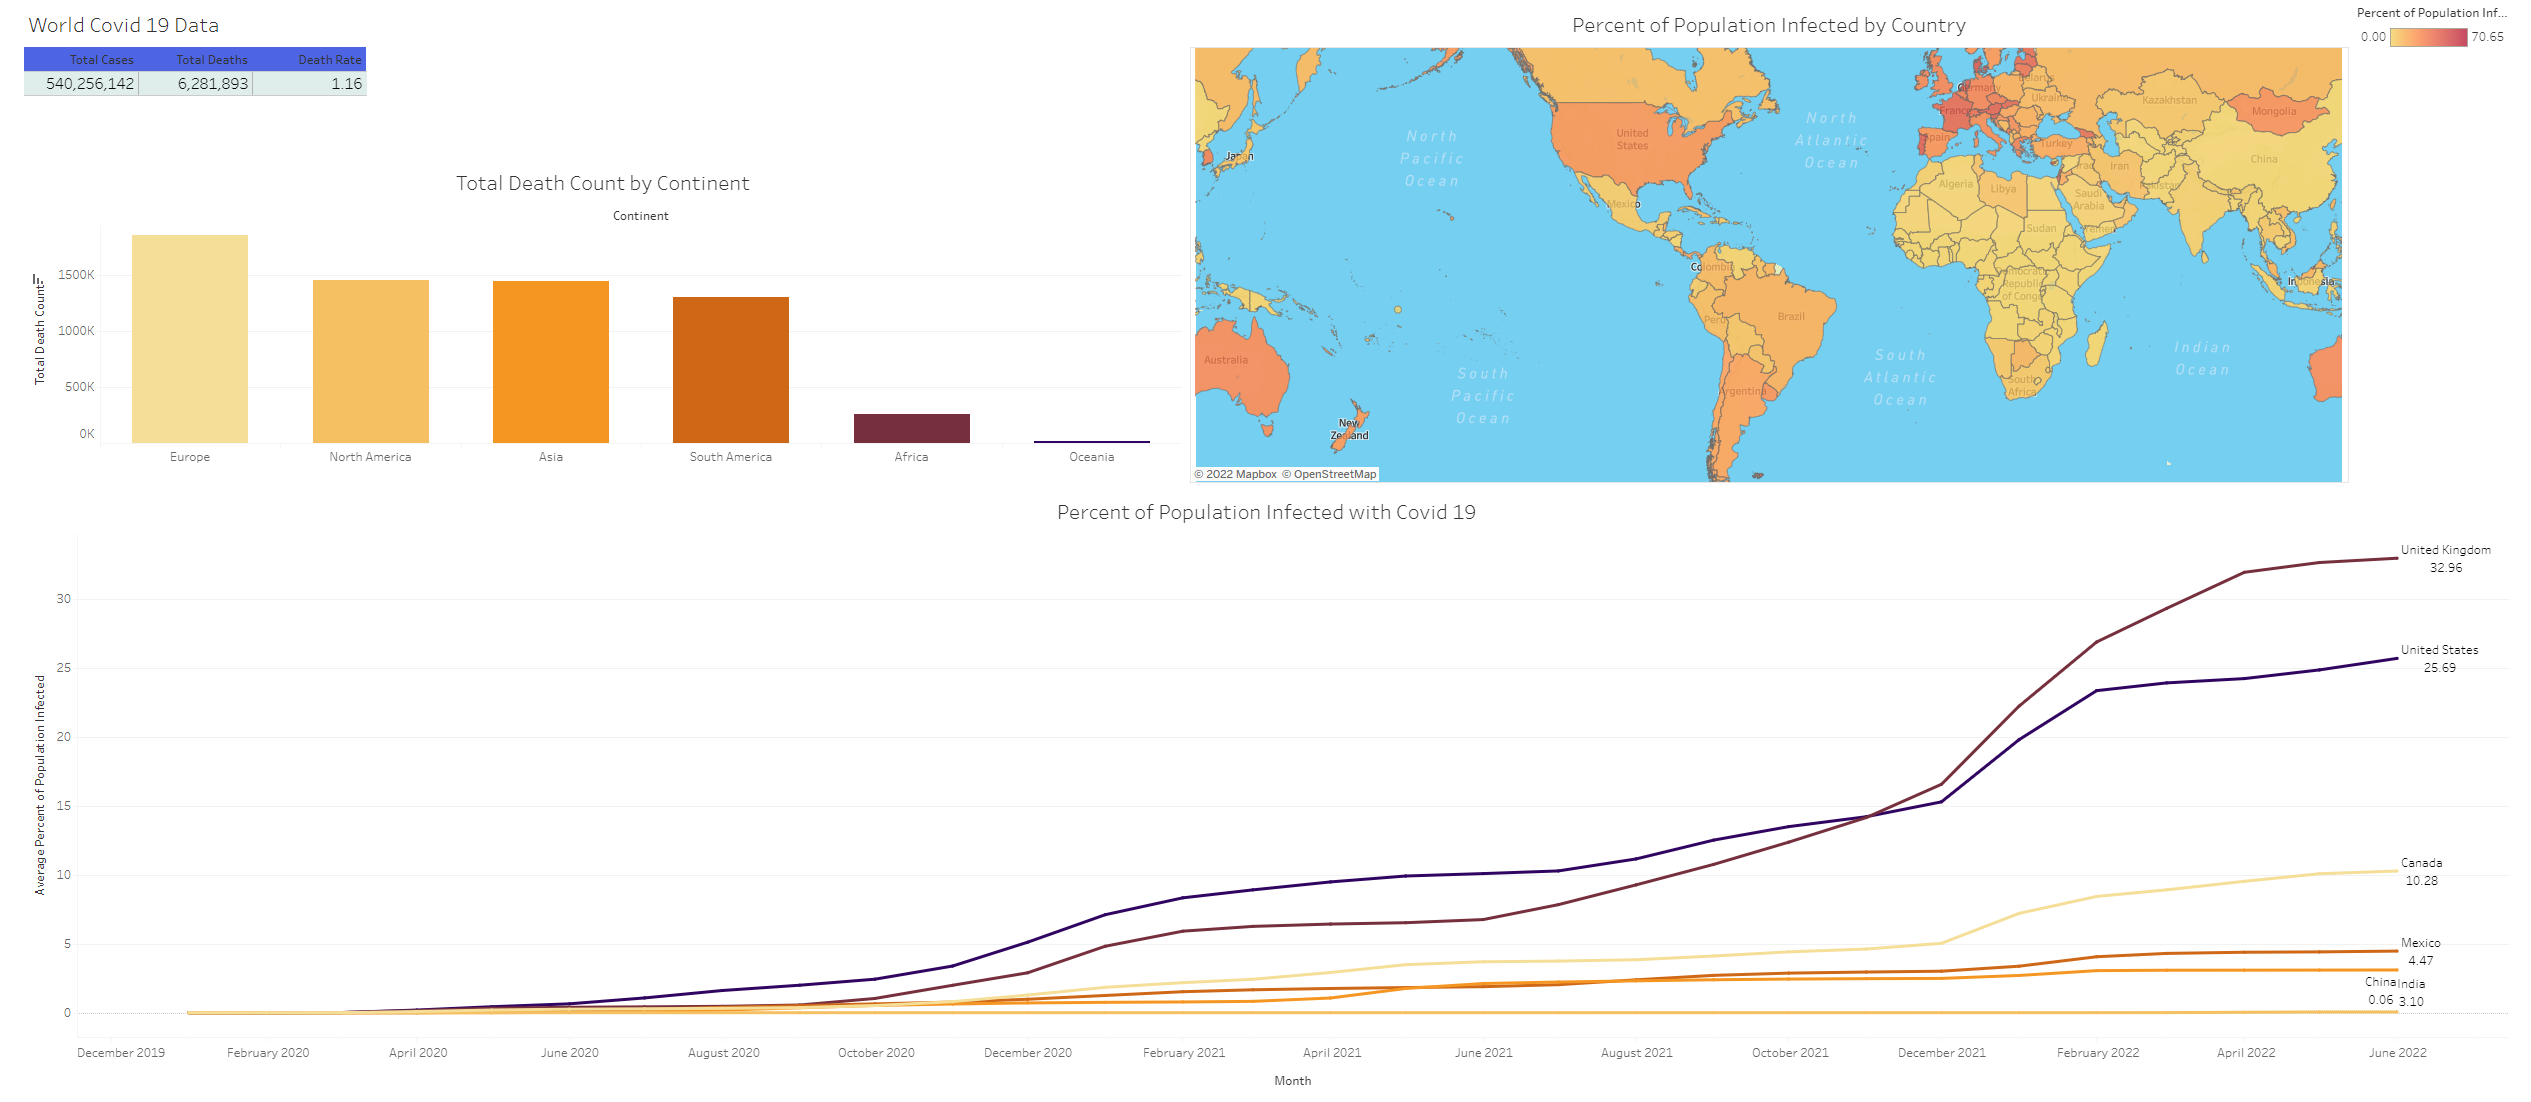 World Covid 19 Data
Total Cases Total Deaths Death Rate
540,256,142 6,281,893 1.16
Total Death Count by Continent
Continent
Total Death Count
1500K
1000K
500K
0K
Europe North America Asia South America Africa Oceania
Percent of Population Infected by Country
Percent of Population Inf...
0.00 70.65
North
Pacific
Ocean
North
Atlantic
Ocean
South
Pacific
Ocean
South
Atlantic
Ocean
Indian
Ocean
Japan
Australia
New
Zealand
United
States
Mexico
Colombia
Peru
Brazil
Argentina
Germany
France
Spain
Belarus
Ukraine
Turkey
Kazakhstan
Mongolia
China
Iraq
Iran
Pakistan
Algeria
Libya
Saudi
Arabia
Sudan
Yemen
Democratic
Republic
of Congo
South
Africa
Indonesia
© 2022 Mapbox © OpenStreetMap
Percent of Population Infected with Covid 19
Average Percent of Population Infected
30
25
20
15
10
5
0
United Kingdom
32.96
United States
25.69
Canada
10.28
Mexico
4.47
China India
0.06 3.10
December 2019 February 2020 April 2020 June 2020 August 2020 October 2020 December 2020 February 2021 April 2021 June 2021 August 2021 October 2021 December 2021 February 2022 April 2022 June 2022
Month